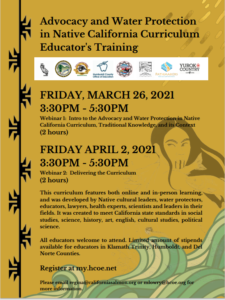 Advocacy and Water Protection
in Native California Curriculum
Educator's Training
FRIDAY, MARCH 26, 2021
3:30PM - 5:30PM
Webinar 1: Intro to the Advocacy and Water Protection in Native
California Curriculum, Traditional Knowledge, and its Context
(2 hours)
FRIDAY APRIL 2, 2021
3:30PM - 5:30PM
Webinar 2: Delivering the Curriculum
(2 hours)
This curriculum features both online and in-person learning
and was developed by Native cultural leaders, water protectors,
educators, lawyers, health experts, scientists and leaders in their
fields. It was created to meet California state standards in social
studies, science, history, art, english, cultural studies, political
science.
All educators welcome to attend. Limited amount of stipends
available for educators in Klamath, Trinity, Humboldt and Del
Norte Counties.
Register at my.hcoe.net
Please email
for
more information.